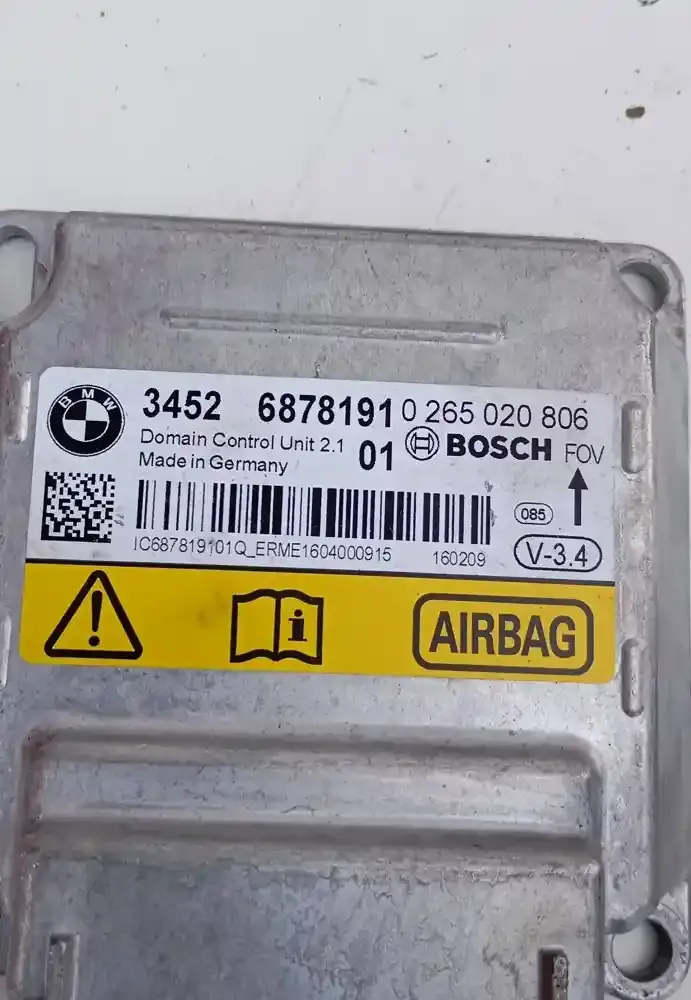 BMW
3452 6878191 0 265 020 806
Domain Control Unit 2.1 01 BOSCH FOV
Made in Germany
085
IC687819101Q_ERME1604000915 160209 V-3.4
i
AIRBAG